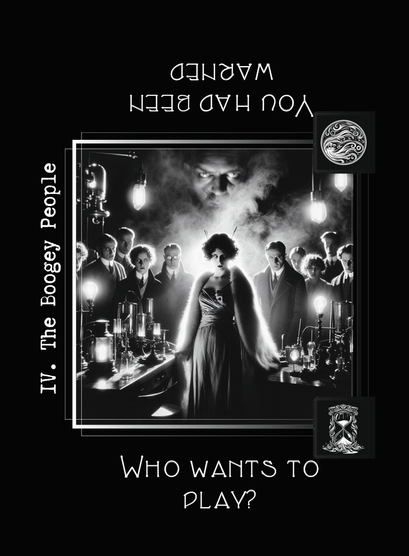 You had been
warned
IV. The Boogey People
Who wants to
play?